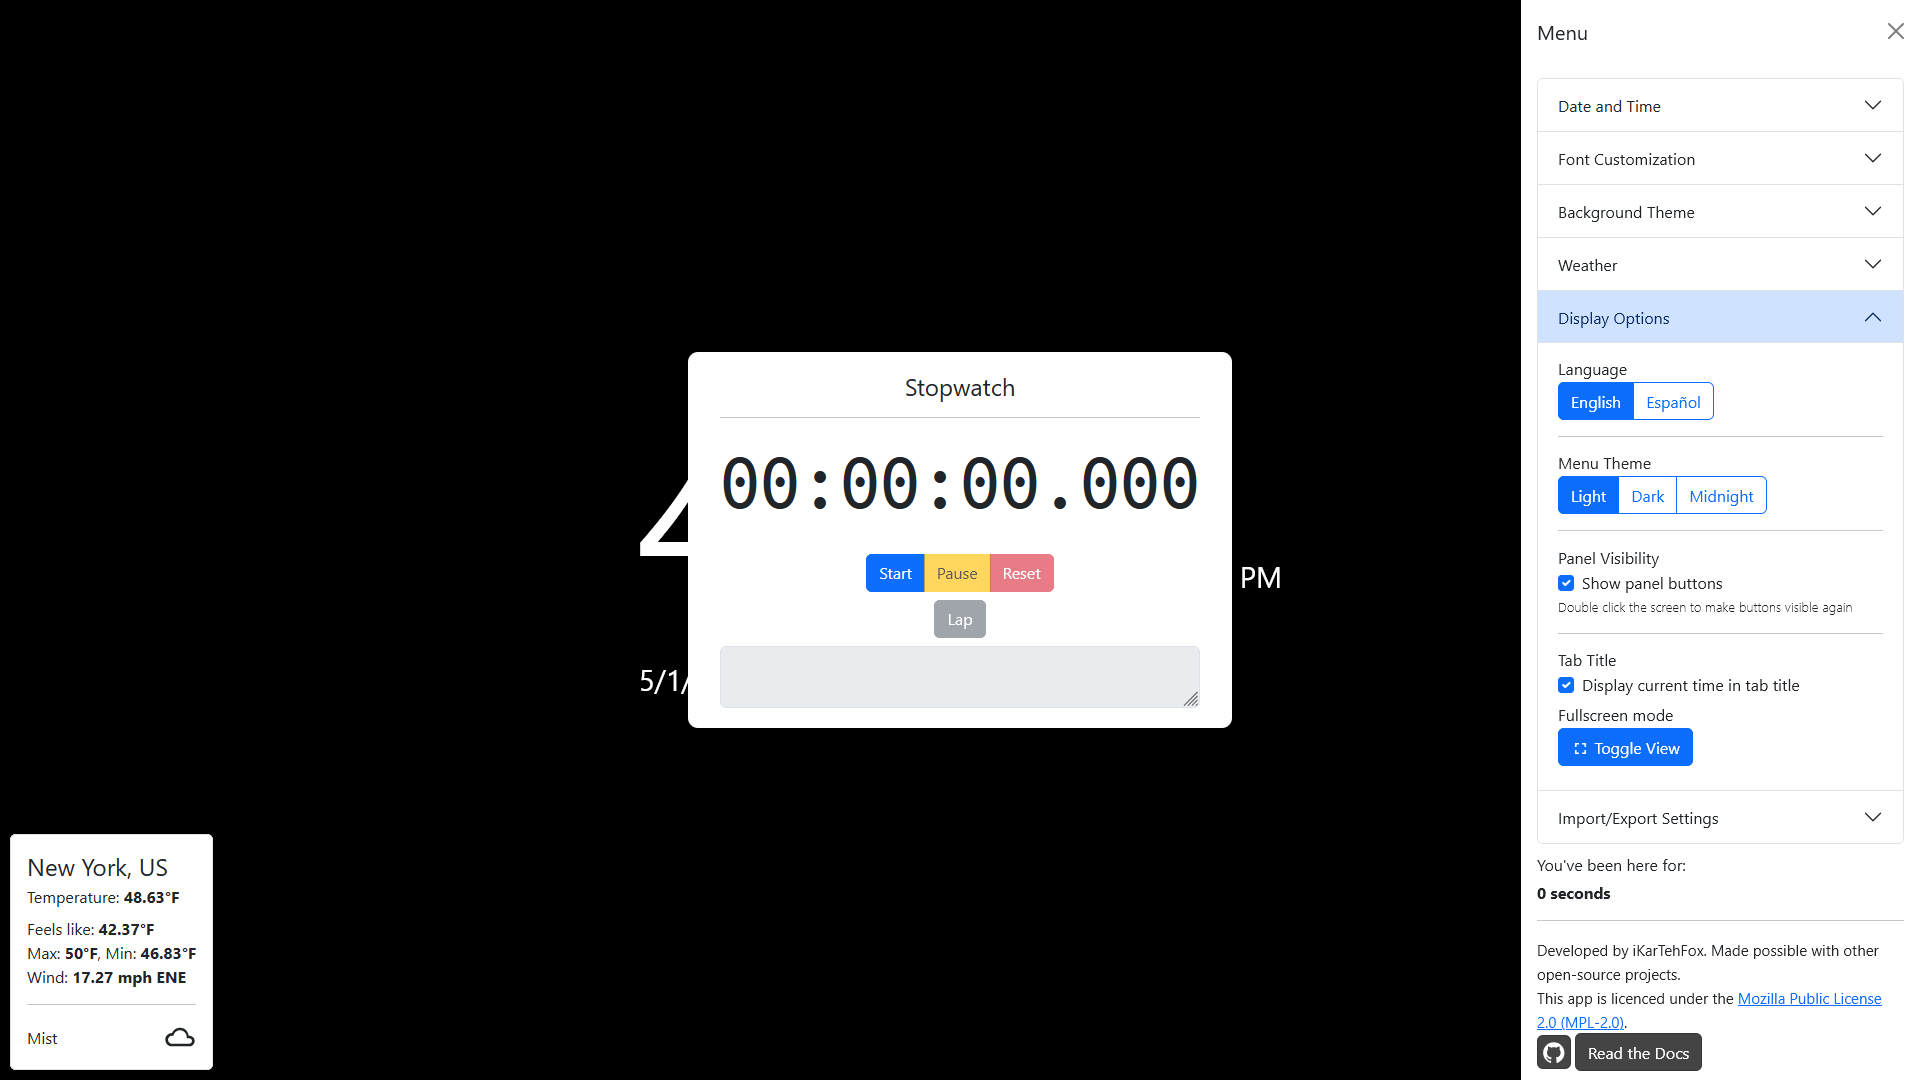 Menu
Date and Time
Font Customization
Background Theme
Weather
Display Options
Language
English Español
Menu Theme
Light Dark Midnight
Panel Visibility
Show panel buttons
Double click the screen to make buttons visible again
Tab Title
Display current time in tab title
Fullscreen mode
Toggle View
Import/Export Settings
You've been here for:
0 seconds
Developed by iKarTehFox. Made possible with other
open-source projects.
This app is licenced under the Mozilla Public License
2.0 (MPL-2.0).
Read the Docs
Stopwatch
00:00:00.000
Start Pause Reset
Lap
4
PM
5/1/
New York, US
Temperature: 48.63°F
Feels like: 42.37°F
Max: 50°F, Min: 46.83°F
Wind: 17.27 mph ENE
Mist